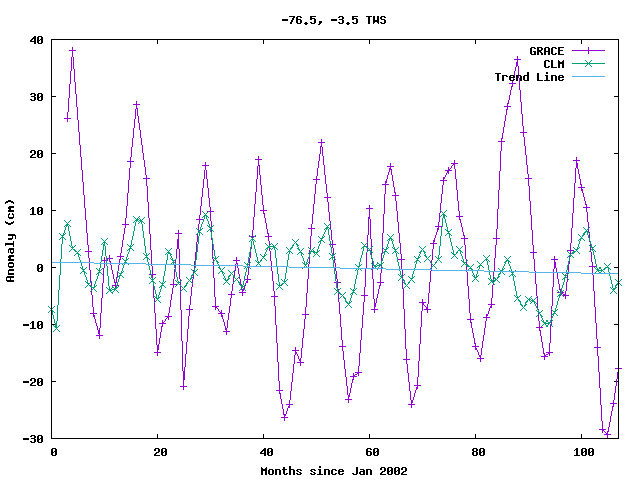 -76.5, -3.5 TWS
GRACE
CLM
Trend Line
Anomaly (cm)
40
30
20
10
0
-10
-20
-30
0 20 40 60 80 100
Months since Jan 2002